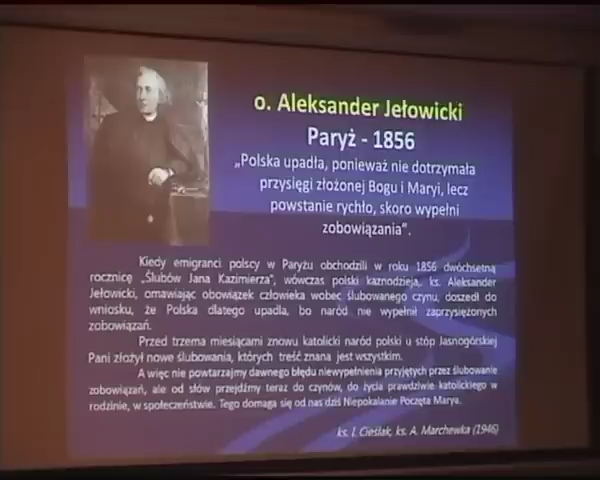 o. Aleksander Jełowicki
Paryż - 1856
„Polska upadła, ponieważ nie dotrzymała
przysięgi złożonej Bogu i Maryi, lecz
powstanie rychło, skoro wypełni
zobowiązania”.
Kiedy emigranci polscy w Paryżu obchodzili w roku 1856 dwóchsetną
rocznicę „Ślubów Jana Kazimierza”, wówczas polski kaznodzieja, ks. Aleksander
Jełowicki, omawiając obowiązek człowieka wobec ślubowanego czynu, doszedł do
wniosku, że Polska dlatego upadła, bo naród nie wypełnił zaprzysiężonych
zobowiązań.
Przed trzema miesiącami znowu katolicki naród polski u stóp Jasnogórskiej
Pani złożył nowe ślubowania, których treść znana jest wszystkim.
A więc nie powtarzajmy dawnego błędu niewypełnienia przyjętych przez ślubowanie
zobowiązań, ale od słów przejdźmy teraz do czynów, do życia prawdziwie katolickiego w
rodzinie, w społeczeństwie. Tego domaga się od nas dziś Niepokalanie Poczęta Marya.
ks. J. Cieślak, ks. A. Marchewka (1946)